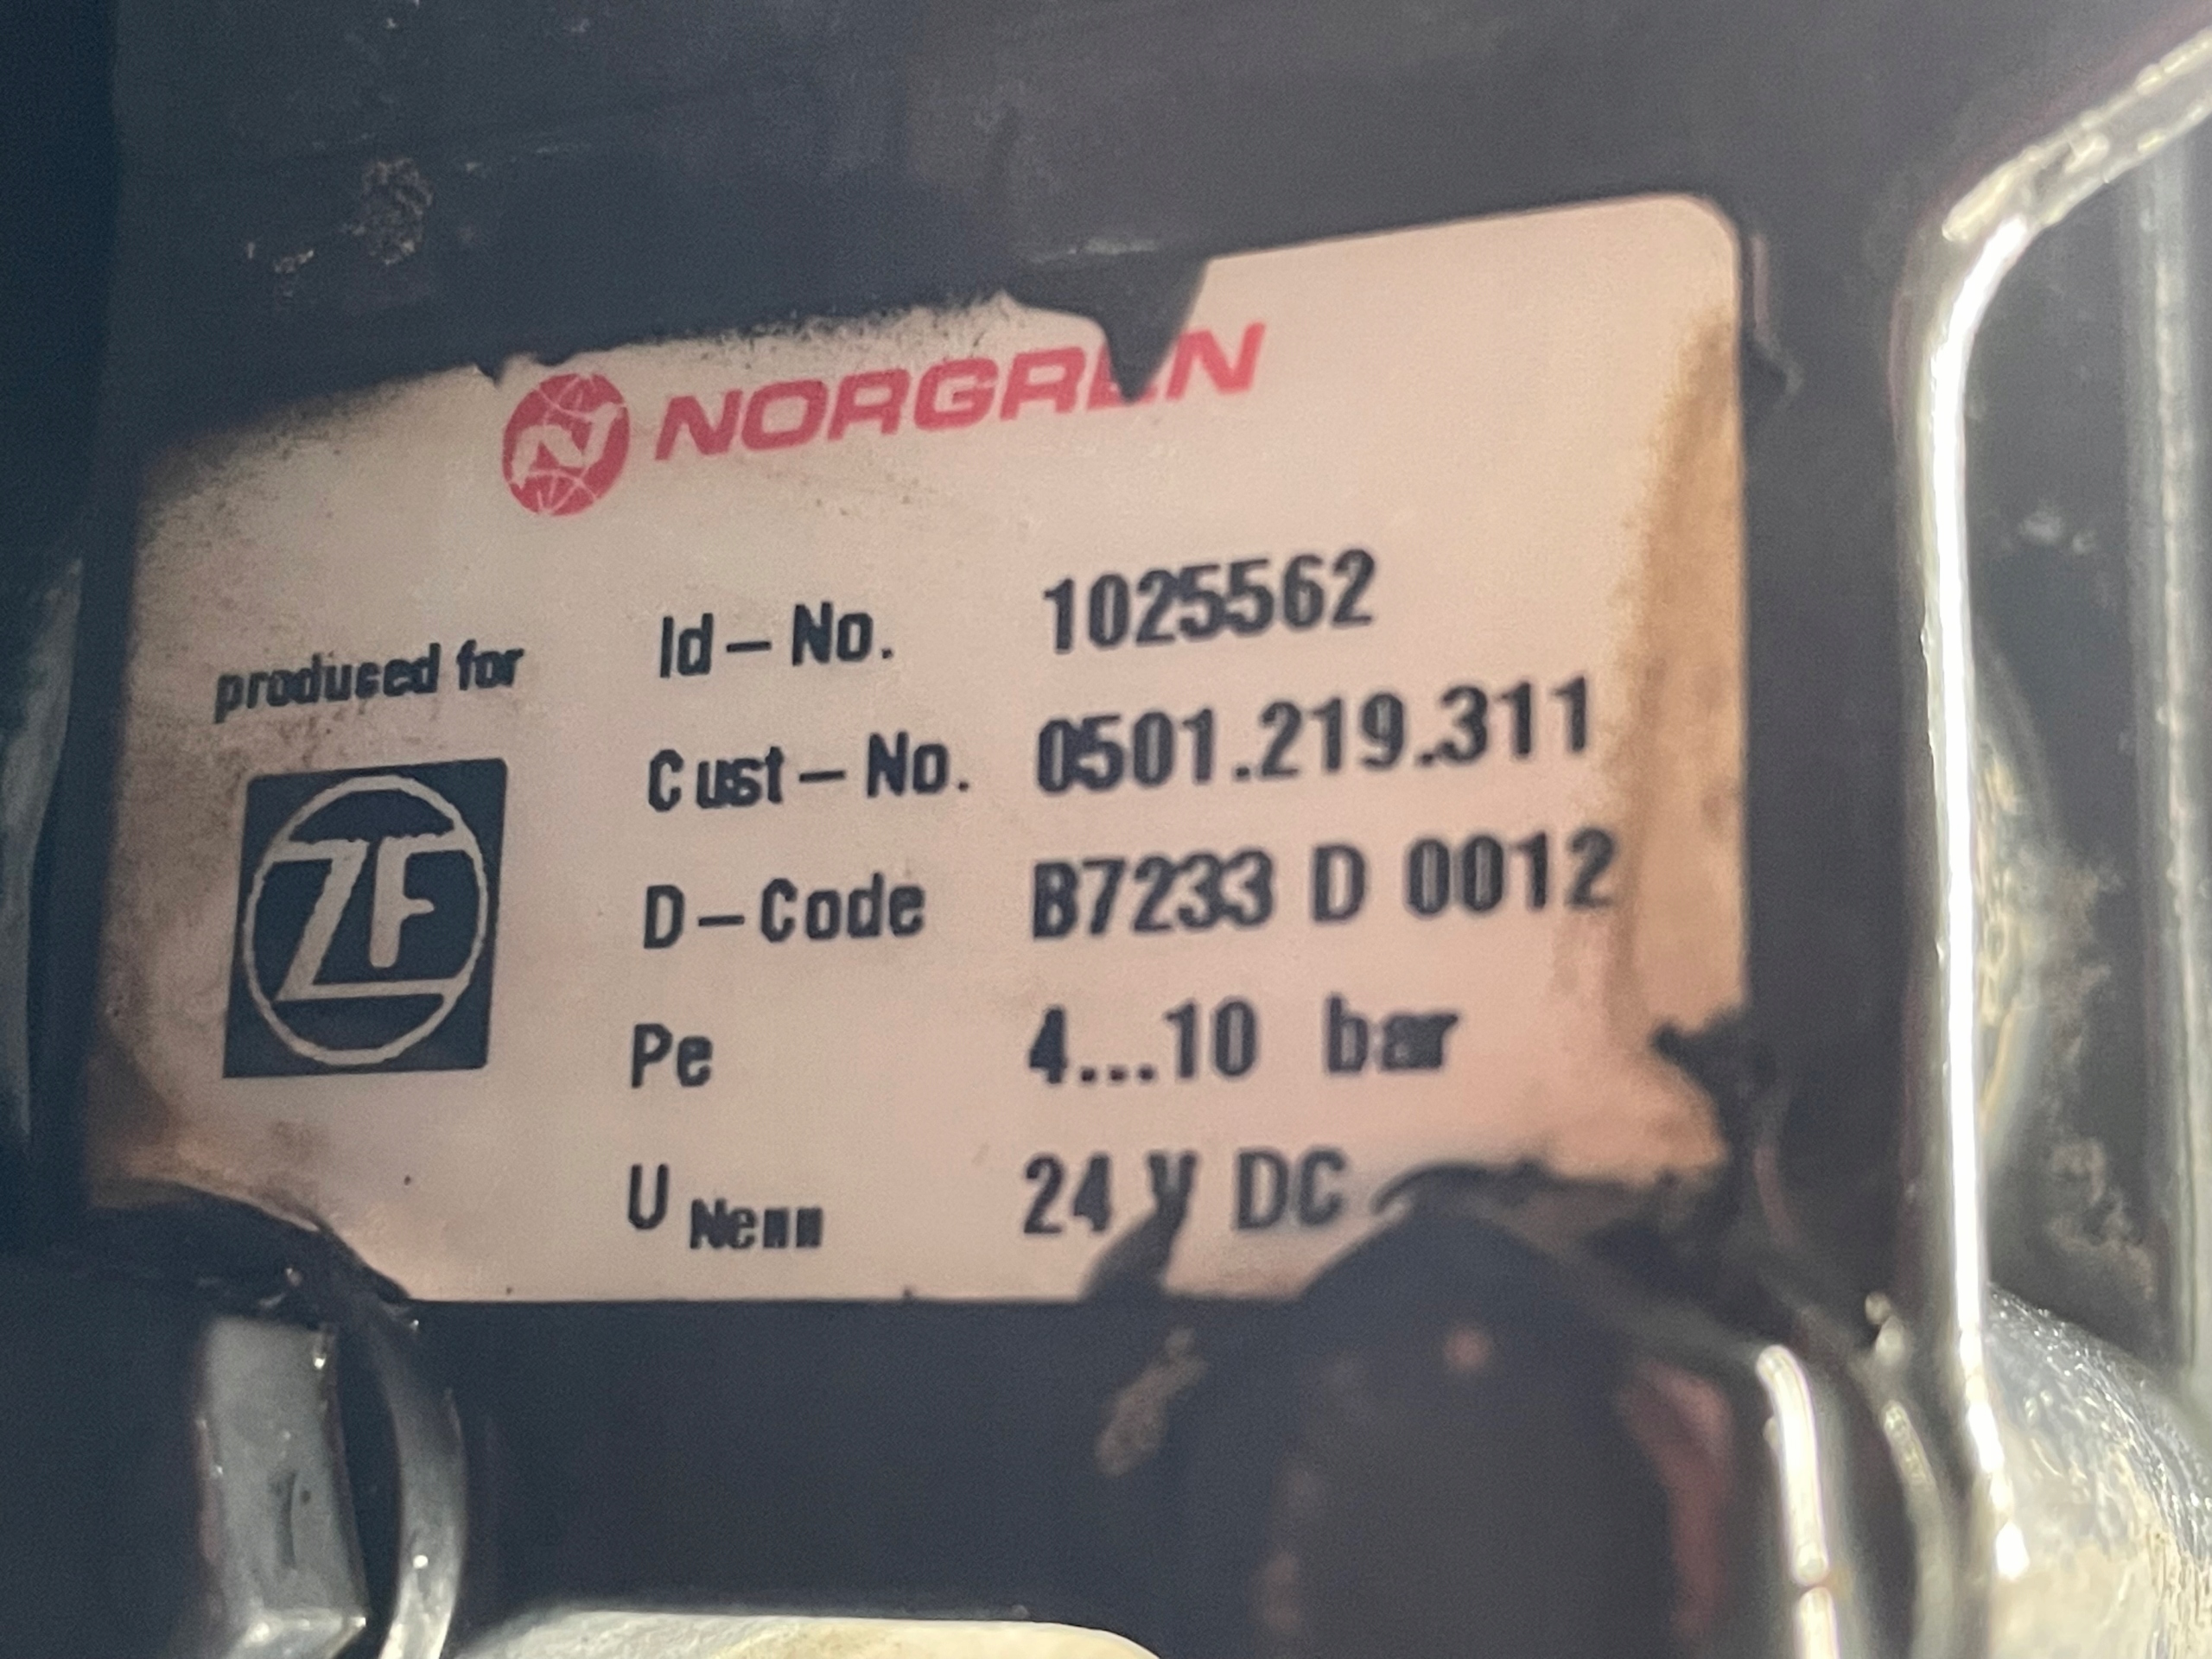 NORGREN
produced for
ZF
Id-No. 1025562
Cust-No. 0501.219.311
D-Code B7233 D 0012
Pe 4...10 bar
U Nenn 24 V DC